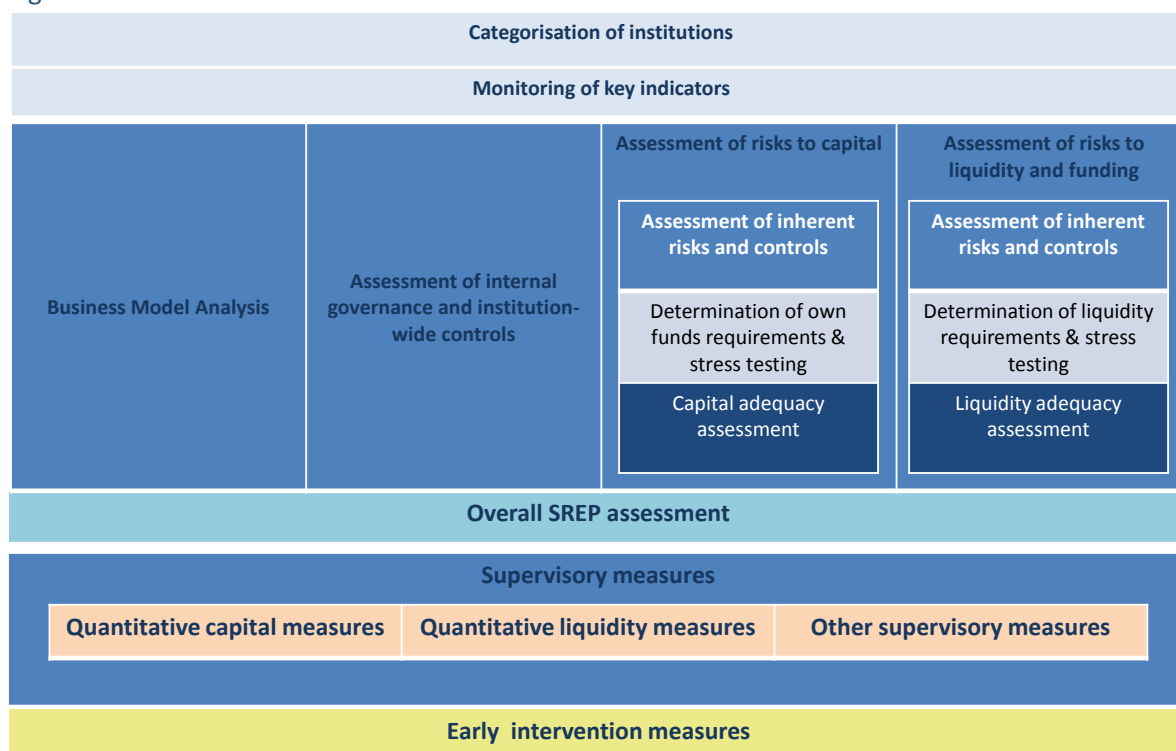 Categorisation of institutions
Monitoring of key indicators
Business Model Analysis
Assessment of internal
governance and institution-
wide controls
Assessment of risks to capital
Assessment of inherent
risks and controls
Determination of own
funds requirements &
stress testing
Capital adequacy
assessment
Assessment of risks to
liquidity and funding
Assessment of inherent
risks and controls
Determination of liquidity
requirements & stress
testing
Liquidity adequacy
assessment
Overall SREP assessment
Supervisory measures
Quantitative capital measures
Quantitative liquidity measures
Other supervisory measures
Early intervention measures